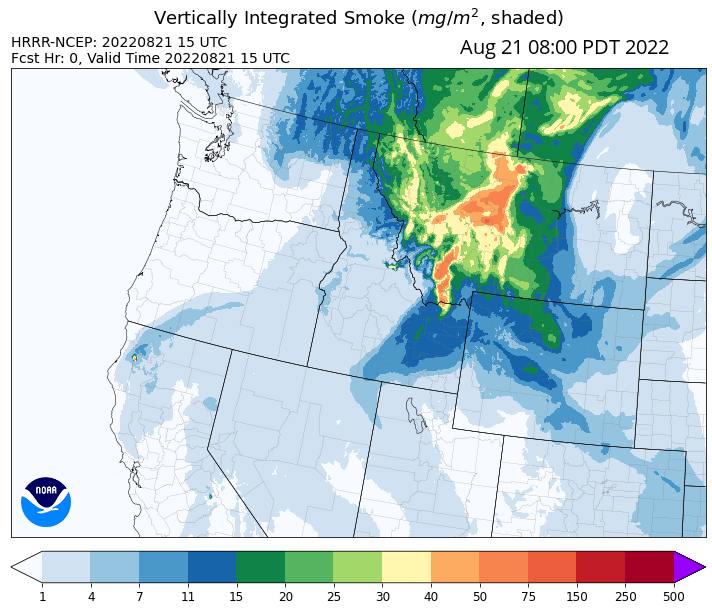 Vertically Integrated Smoke (mg/m², shaded)
HRRR-NCEP: 20220821 15 UTC
Aug 21 08:00 PDT 2022
Fcst Hr: 0, Valid Time 20220821 15 UTC
NOAA
1 4 7 11 15 20 25 30 40 50 75 150 250 500